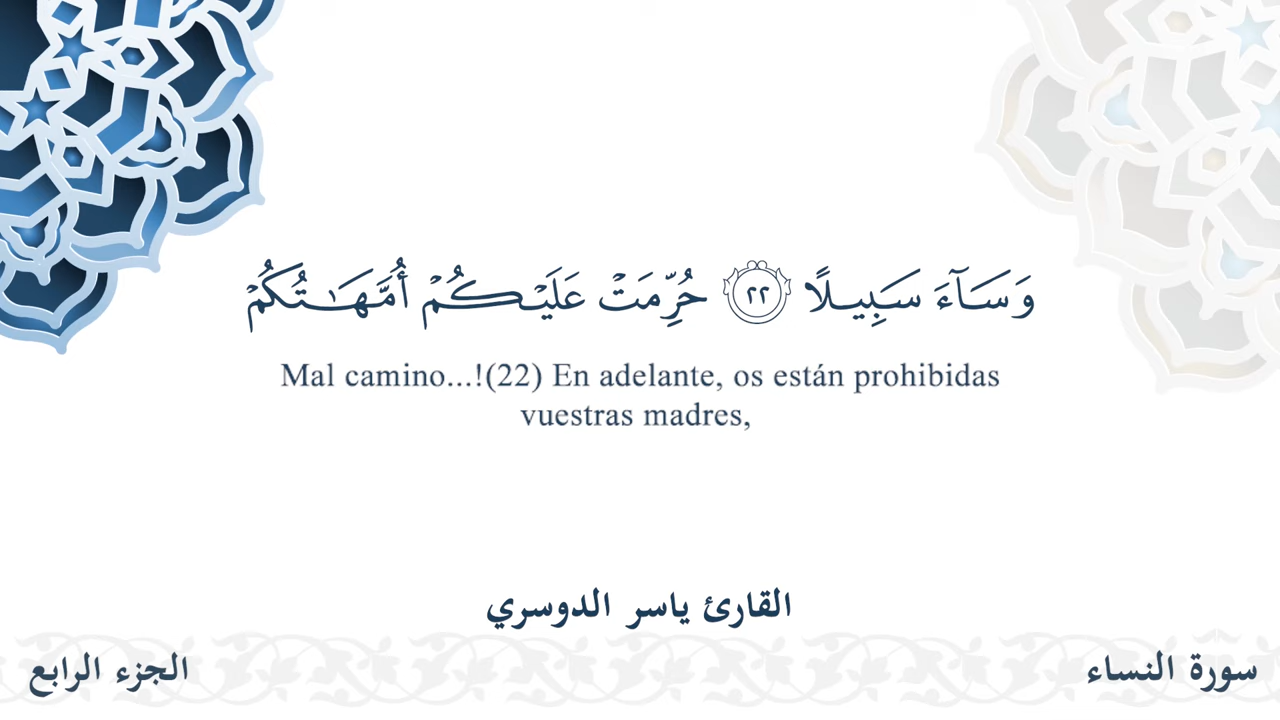 وَسَآءَ سَبِيلًا ٢٢ حُرِّمَتْ عَلَيْكُمْ أُمَّهَٰتُكُمْ
Mal camino...!(22) En adelante, os están prohibidas
vuestras madres,
القارئ ياسر الدوسري
سورة النساء
الجزء الرابع